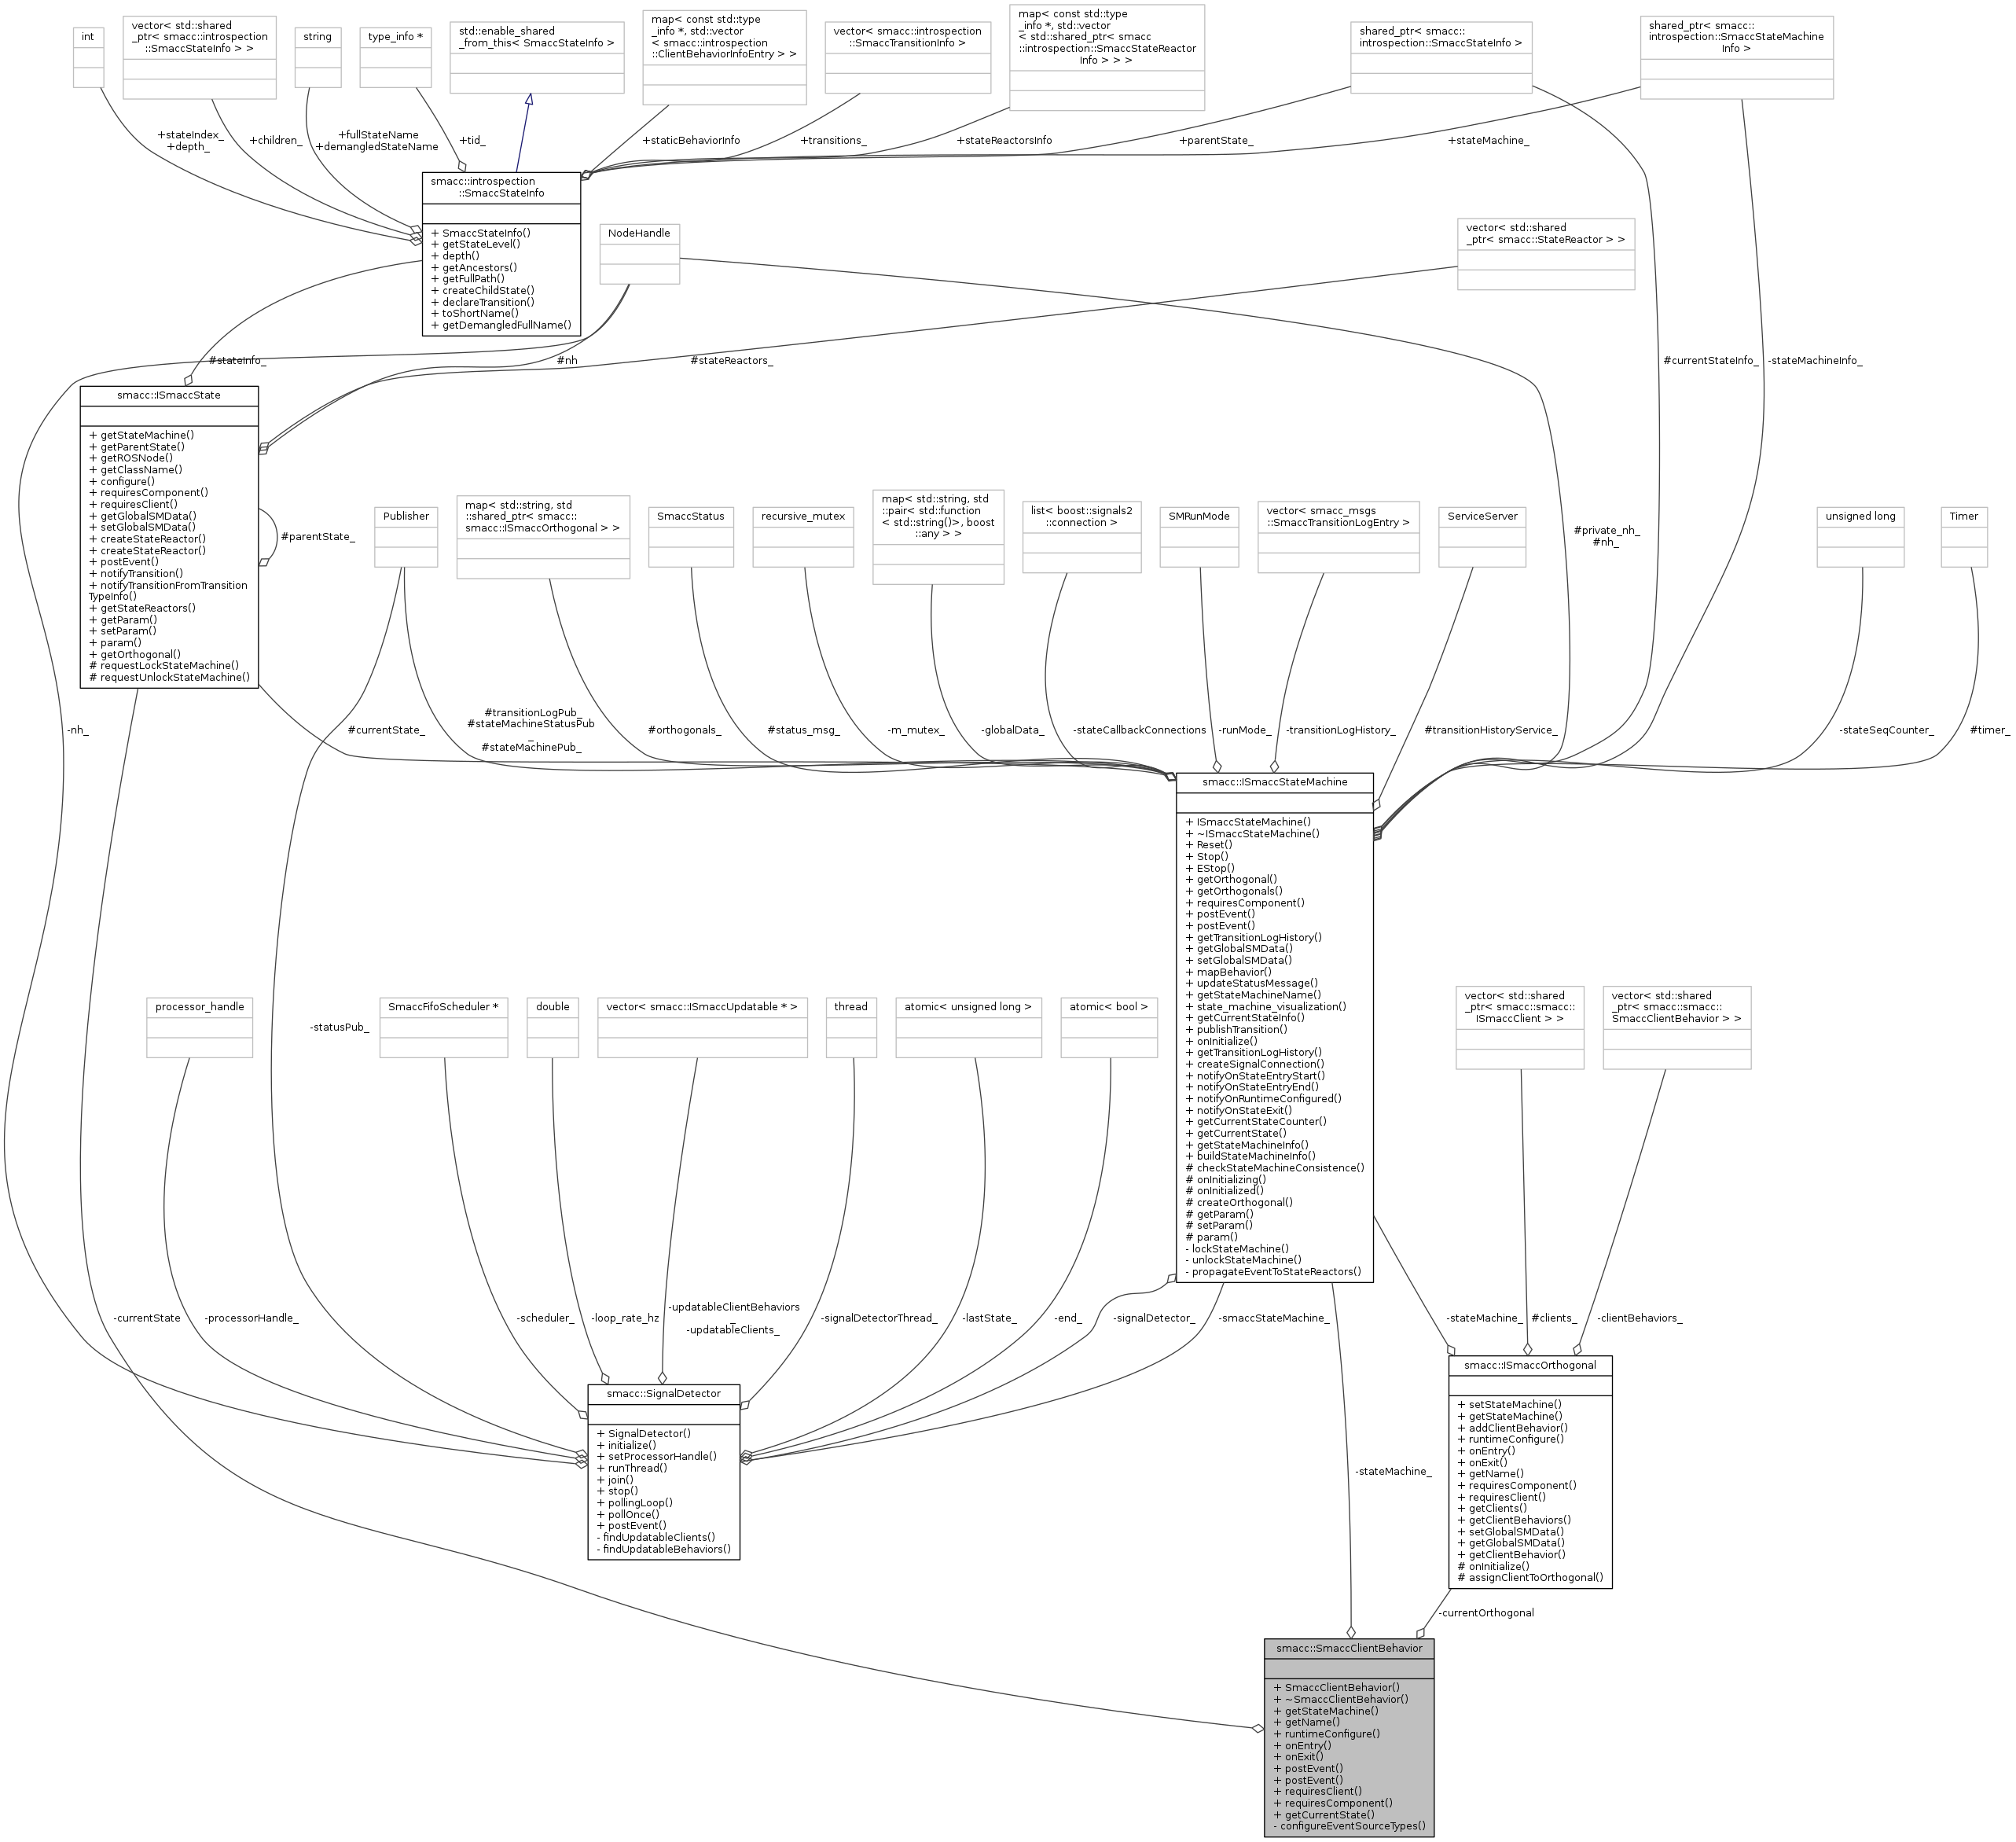 int
vector< std::shared
_ptr< smacc::introspection
::SmaccStateInfo > >
string
type_info *
std::enable_shared
_from_this< SmaccStateInfo >
map< const std::type
_info *, std::vector
< smacc::introspection
::ClientBehaviorInfoEntry > >
vector< smacc::introspection
::SmaccTransitionInfo >
map< const std::type
_info *, std::vector
< std::shared_ptr< smacc
::introspection::SmaccStateReactor
Info > > >
shared_ptr< smacc::
introspection::SmaccStateInfo >
shared_ptr< smacc::
introspection::SmaccStateMachine
Info >
+stateIndex_
+depth_
+children_
+fullStateName
+demangledStateName
+tid_
+staticBehaviorInfo
+transitions_
+stateReactorsInfo
+parentState_
+stateMachine_
smacc::introspection
::SmaccStateInfo
+ SmaccStateInfo()
+ getStateLevel()
+ depth()
+ getAncestors()
+ getFullPath()
+ createChildState()
+ declareTransition()
+ toShortName()
+ getDemangledFullName()
NodeHandle
vector< std::shared
_ptr< smacc::StateReactor > >
#stateInfo_
#nh
#stateReactors_
#currentStateInfo_
-stateMachineInfo_
smacc::ISmaccState
+ getStateMachine()
+ getParentState()
+ getROSNode()
+ getClassName()
+ configure()
+ requiresComponent()
+ requiresClient()
+ getGlobalSMData()
+ setGlobalSMData()
+ createStateReactor()
+ createStateReactor()
+ postEvent()
+ notifyTransition()
+ notifyTransitionFromTransition
TypeInfo()
+ getStateReactors()
+ getParam()
+ setParam()
+ param()
+ getOrthogonal()
# requestLockStateMachine()
# requestUnlockStateMachine()
#parentState_
Publisher
map< std::string, std
::shared_ptr< smacc::
smacc::ISmaccOrthogonal > >
SmaccStatus
recursive_mutex
map< std::string, std
::pair< std::function
< std::string()>, boost
::any > >
list< boost::signals2
::connection >
SMRunMode
vector< smacc_msgs
::SmaccTransitionLogEntry >
ServiceServer
#private_nh_
#nh_
unsigned long
Timer
-nh_
#currentState_
#transitionLogPub_
#stateMachineStatusPub
_
#stateMachinePub_
#orthogonals_
#status_msg_
-m_mutex_
-globalData_
-stateCallbackConnections
-runMode_
-transitionLogHistory_
#transitionHistoryService_
-stateSeqCounter_
#timer_
smacc::ISmaccStateMachine
+ ISmaccStateMachine()
+ ~ISmaccStateMachine()
+ Reset()
+ Stop()
+ EStop()
+ getOrthogonal()
+ getOrthogonals()
+ requiresComponent()
+ postEvent()
+ postEvent()
+ getTransitionLogHistory()
+ getGlobalSMData()
+ setGlobalSMData()
+ mapBehavior()
+ updateStatusMessage()
+ getStateMachineName()
+ state_machine_visualization()
+ getCurrentStateInfo()
+ publishTransition()
+ onInitialize()
+ getTransitionLogHistory()
+ createSignalConnection()
+ notifyOnStateEntryStart()
+ notifyOnStateEntryEnd()
+ notifyOnRuntimeConfigured()
+ notifyOnStateExit()
+ getCurrentStateCounter()
+ getCurrentState()
+ getStateMachineInfo()
+ buildStateMachineInfo()
# checkStateMachineConsistence()
# onInitializing()
# onInitialized()
# createOrthogonal()
# getParam()
# setParam()
# param()
- lockStateMachine()
- unlockStateMachine()
- propagateEventToStateReactors()
processor_handle
-statusPub_
SmaccFifoScheduler *
double
vector< smacc::ISmaccUpdatable * >
thread
atomic< unsigned long >
atomic< bool >
vector< std::shared
_ptr< smacc::smacc::
ISmaccClient > >
vector< std::shared
_ptr< smacc::smacc::
SmaccClientBehavior > >
-currentState
-processorHandle_
-scheduler_
-loop_rate_hz
-updatableClientBehaviors
_
-updatableClients_
-signalDetectorThread_
-lastState_
-end_
-signalDetector_
-smaccStateMachine_
-stateMachine_
#clients_
-clientBehaviors_
smacc::SignalDetector
+ SignalDetector()
+ initialize()
+ setProcessorHandle()
+ runThread()
+ join()
+ stop()
+ pollingLoop()
+ pollOnce()
+ postEvent()
- findUpdatableClients()
- findUpdatableBehaviors()
smacc::ISmaccOrthogonal
+ setStateMachine()
+ getStateMachine()
+ addClientBehavior()
+ runtimeConfigure()
+ onEntry()
+ onExit()
+ getName()
+ requiresComponent()
+ requiresClient()
+ getClients()
+ getClientBehaviors()
+ setGlobalSMData()
+ getGlobalSMData()
+ getClientBehavior()
# onInitialize()
# assignClientToOrthogonal()
-stateMachine_
-currentOrthogonal
smacc::SmaccClientBehavior
+ SmaccClientBehavior()
+ ~SmaccClientBehavior()
+ getStateMachine()
+ getName()
+ runtimeConfigure()
+ onEntry()
+ onExit()
+ postEvent()
+ postEvent()
+ requiresClient()
+ requiresComponent()
+ getCurrentState()
- configureEventSourceTypes()